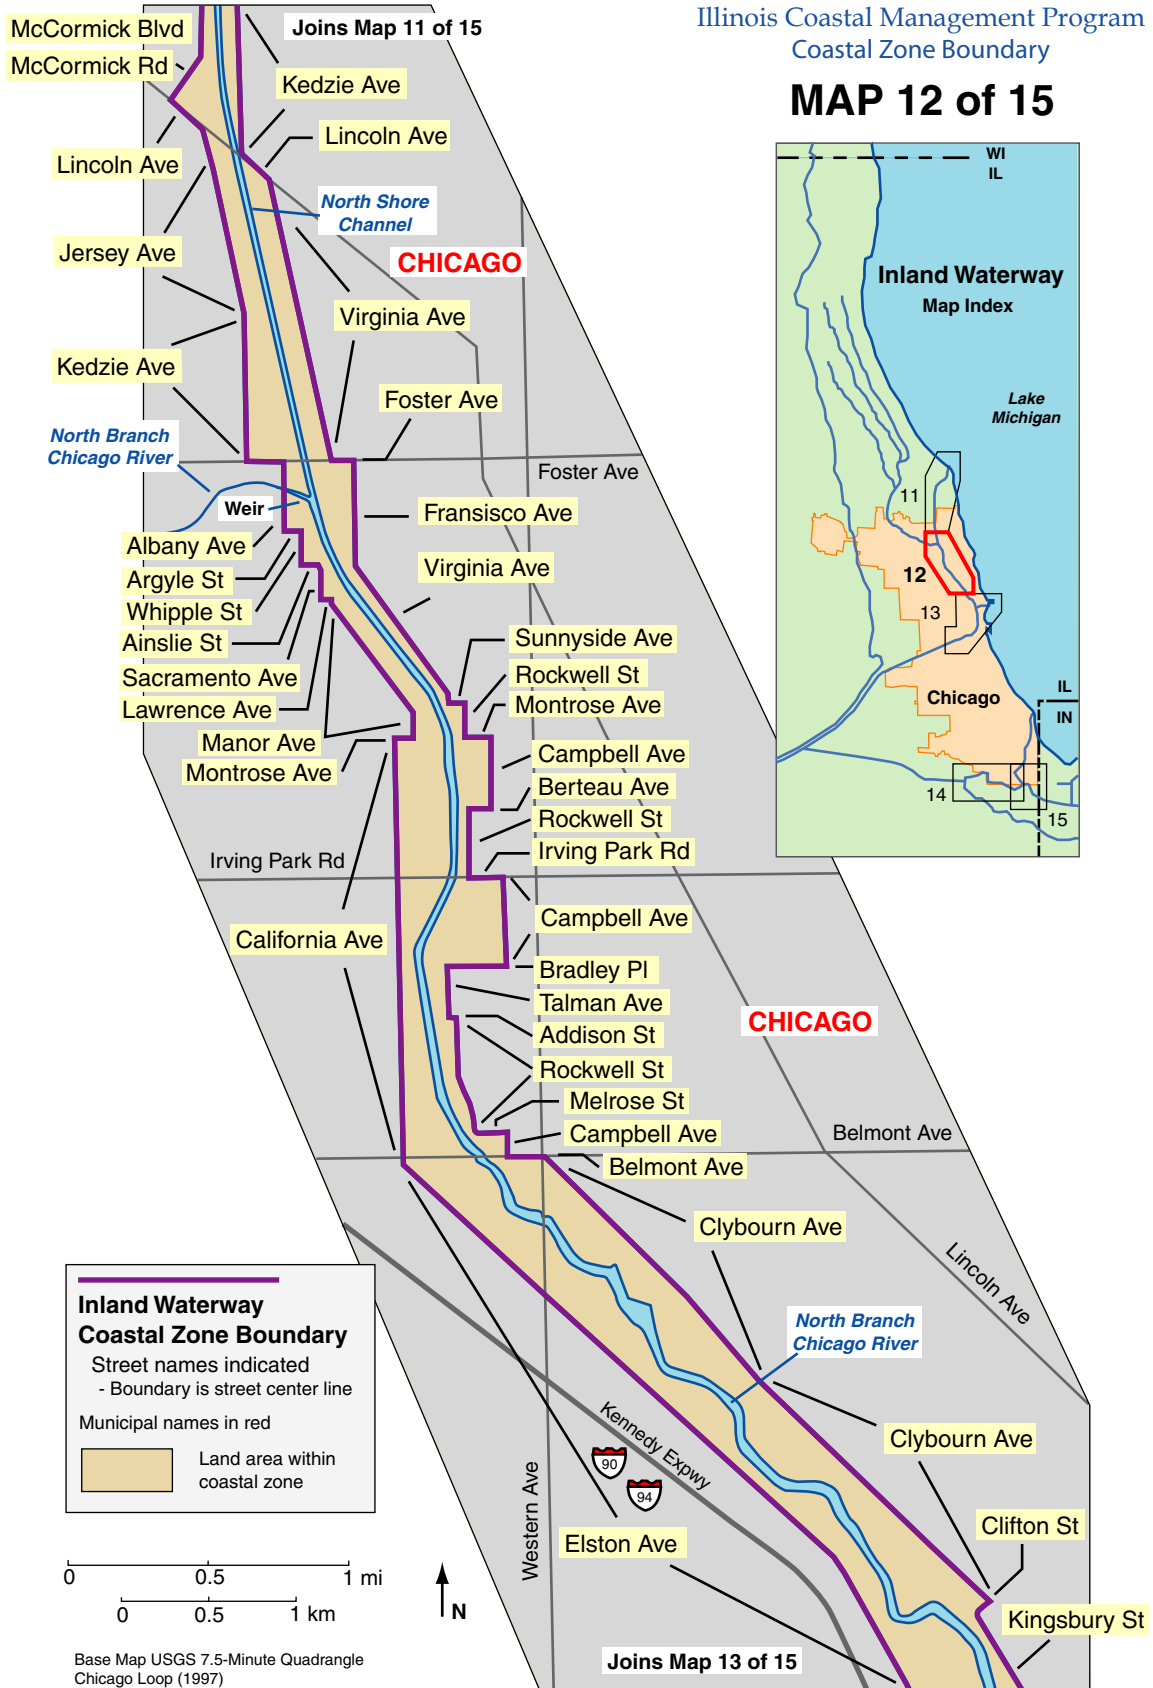 Illinois Coastal Management Program
Coastal Zone Boundary
MAP 12 of 15
McCormick Blvd
Joins Map 11 of 15
McCormick Rd
Kedzie Ave
Lincoln Ave
Lincoln Ave
North Shore
Channel
Jersey Ave
CHICAGO
Virginia Ave
Kedzie Ave
Foster Ave
North Branch
Chicago River
Foster Ave
Weir
Fransisco Ave
Albany Ave
Virginia Ave
Argyle St
Whipple St
Ainslie St
Sunnyside Ave
Sacramento Ave
Rockwell St
Lawrence Ave
Montrose Ave
Manor Ave
Campbell Ave
Montrose Ave
Berteau Ave
Rockwell St
Irving Park Rd
Irving Park Rd
Campbell Ave
California Ave
Bradley Pl
Talman Ave
CHICAGO
Addison St
Rockwell St
Melrose St
Campbell Ave
Belmont Ave
Belmont Ave
Clybourn Ave
Lincoln Ave
North Branch
Chicago River
Kennedy Expwy
90
94
Western Ave
Clybourn Ave
Clifton St
Elston Ave
Kingsbury St
Joins Map 13 of 15
WI
IL
Inland Waterway
Map Index
Lake
Michigan
11
12
13
Chicago
IL
IN
14
15
Inland Waterway
Coastal Zone Boundary
Street names indicated
- Boundary is street center line
Municipal names in red
Land area within
coastal zone
0 0.5 1 mi
0 0.5 1 km
N
Base Map USGS 7.5-Minute Quadrangle
Chicago Loop (1997)